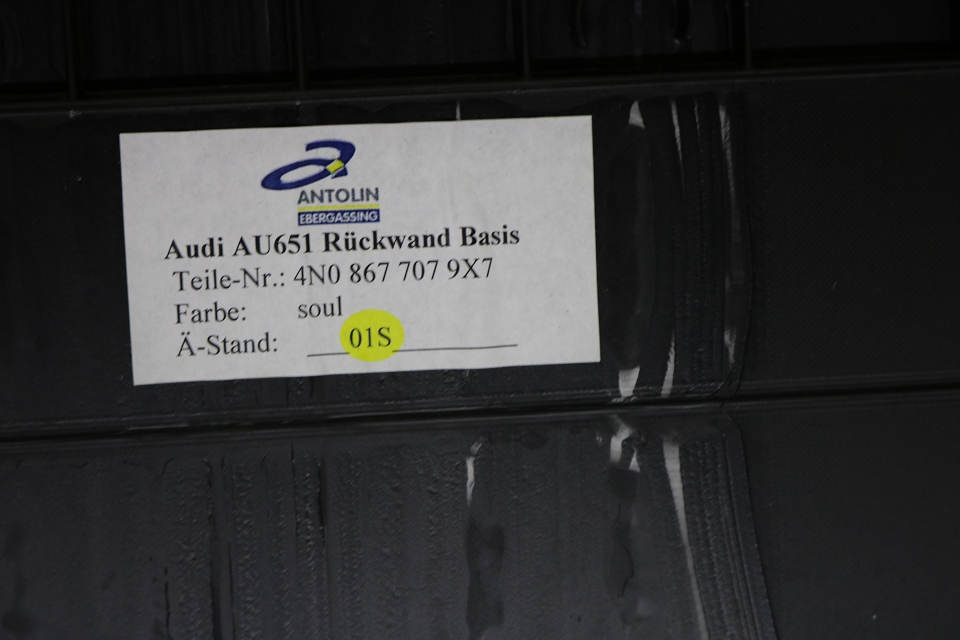 ANTOLIN
EBERGASSING
Audi AU651 Rückwand Basis
Teile-Nr.: 4N0 867 707 9X7
Farbe: soul
Ä-Stand: 01S